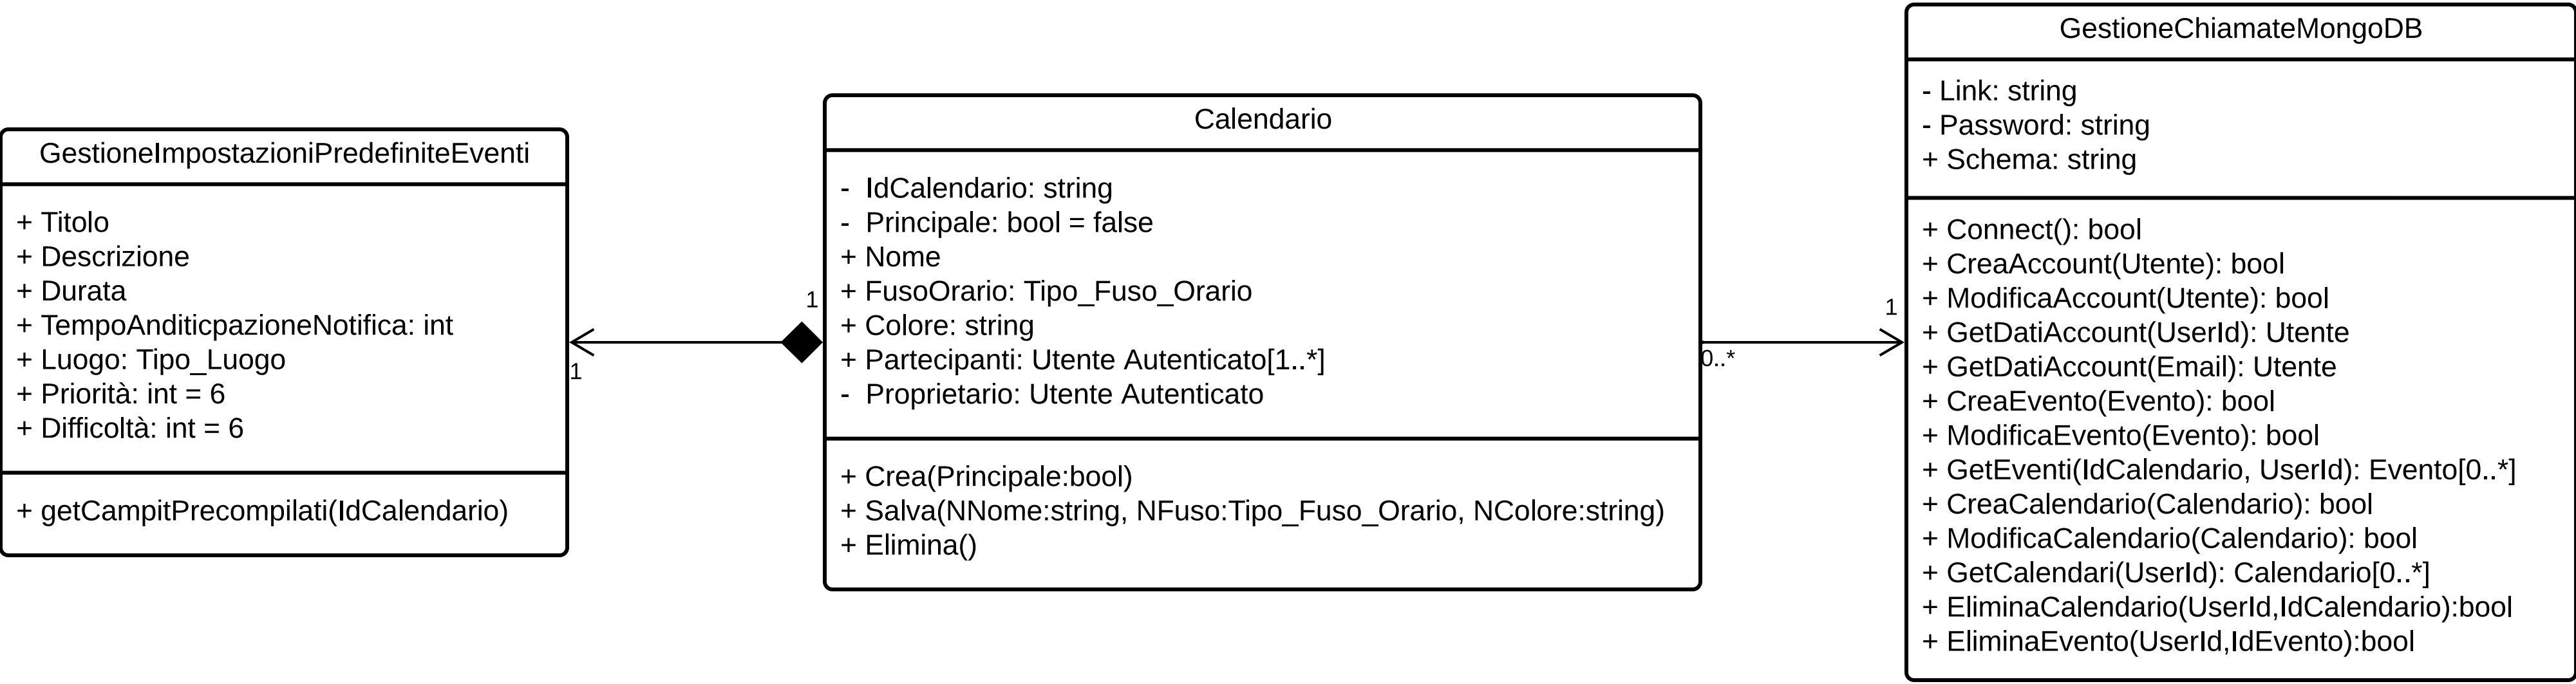 GestioneImpostazioniPredefiniteEventi
+ Titolo
+ Descrizione
+ Durata
+ TempoAnditicpazioneNotifica: int
+ Luogo: Tipo_Luogo
+ Priorità: int = 6
+ Difficoltà: int = 6
+ getCampitPrecompilati(IdCalendario)
1
1
Calendario
- IdCalendario: string
- Principale: bool = false
+ Nome
+ FusoOrario: Tipo_Fuso_Orario
+ Colore: string
+ Partecipanti: Utente Autenticato[1..*]
- Proprietario: Utente Autenticato
+ Crea(Principale:bool)
+ Salva(NNome:string, NFuso:Tipo_Fuso_Orario, NColore:string)
+ Elimina()
0..*
1
GestioneChiamateMongoDB
- Link: string
- Password: string
+ Schema: string
+ Connect(): bool
+ CreaAccount(Utente): bool
+ ModificaAccount(Utente): bool
+ GetDatiAccount(UserId): Utente
+ GetDatiAccount(Email): Utente
+ CreaEvento(Evento): bool
+ ModificaEvento(Evento): bool
+ GetEventi(IdCalendario, UserId): Evento[0..*]
+ CreaCalendario(Calendario): bool
+ ModificaCalendario(Calendario): bool
+ GetCalendari(UserId): Calendario[0..*]
+ EliminaCalendario(UserId,IdCalendario):bool
+ EliminaEvento(UserId,IdEvento):bool